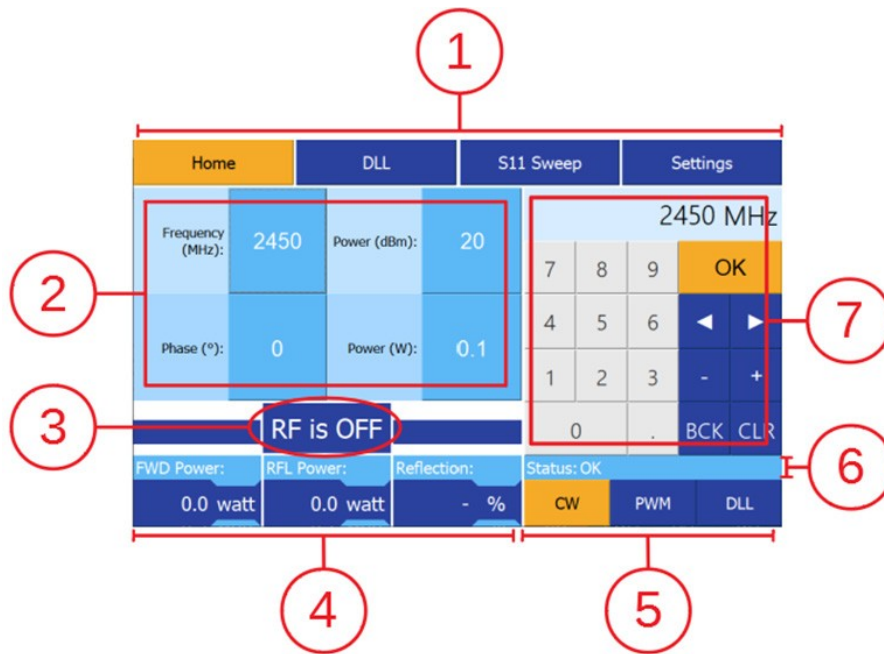 1
Home DLL S11 Sweep Settings
2450 MHz
Frequency (MHz): 2450 Power (dBm): 20
7 8 9 OK
2
4 5 6 ◀ ▶
7
Phase (°): 0 Power (W): 0.1
1 2 3 - +
3
RF is OFF
0 . BCK CLR
FWD Power: RFL Power: Reflection: Status: OK
6
0.0 watt 0.0 watt - % CW PWM DLL
4 5